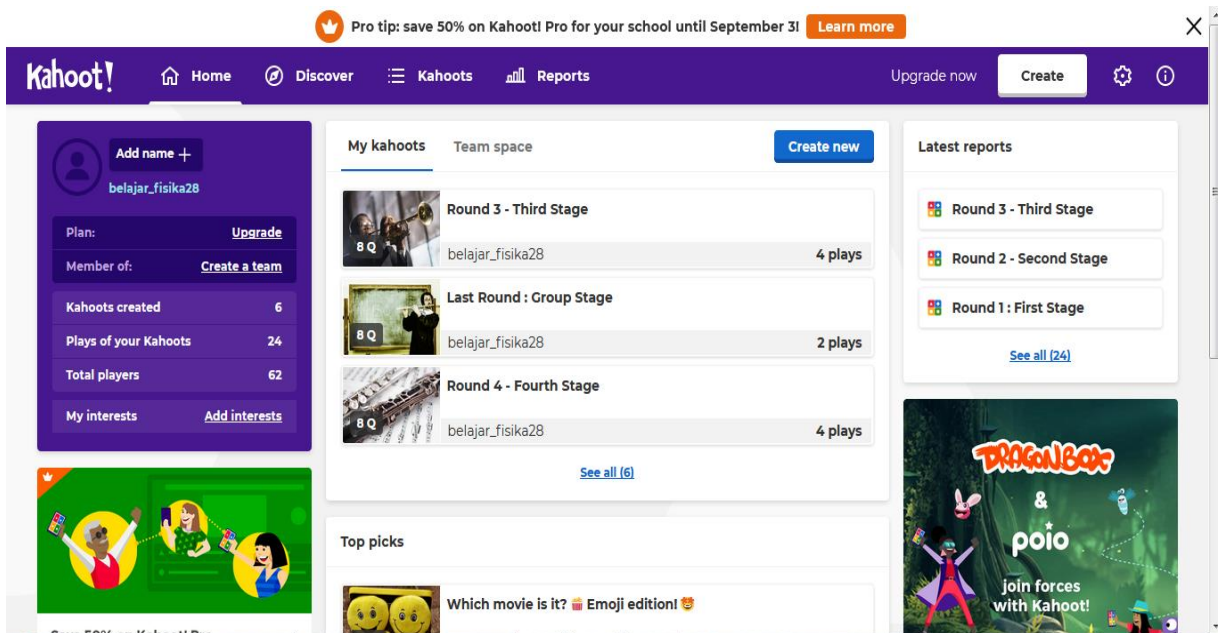 Pro tip: save 50% on Kahoot! Pro for your school until September 3! Learn more
Kahoot! Home Discover Kahoots Reports Upgrade now Create
Add name +
belajar_fisika28
Plan: Upgrade
Member of: Create a team
Kahoots created 6
Plays of your Kahoots 24
Total players 62
My interests Add interests
My kahoots Team space Create new
8 Q
Round 3 - Third Stage
belajar_fisika28 4 plays
8 Q
Last Round : Group Stage
belajar_fisika28 2 plays
8 Q
Round 4 - Fourth Stage
belajar_fisika28 4 plays
See all (6)
Top picks
Which movie is it? 🍿 Emoji edition! 🤓
Latest reports
Round 3 - Third Stage
Round 2 - Second Stage
Round 1 : First Stage
See all (24)
DRAGONBOX
&
poio
join forces
with Kahoot!